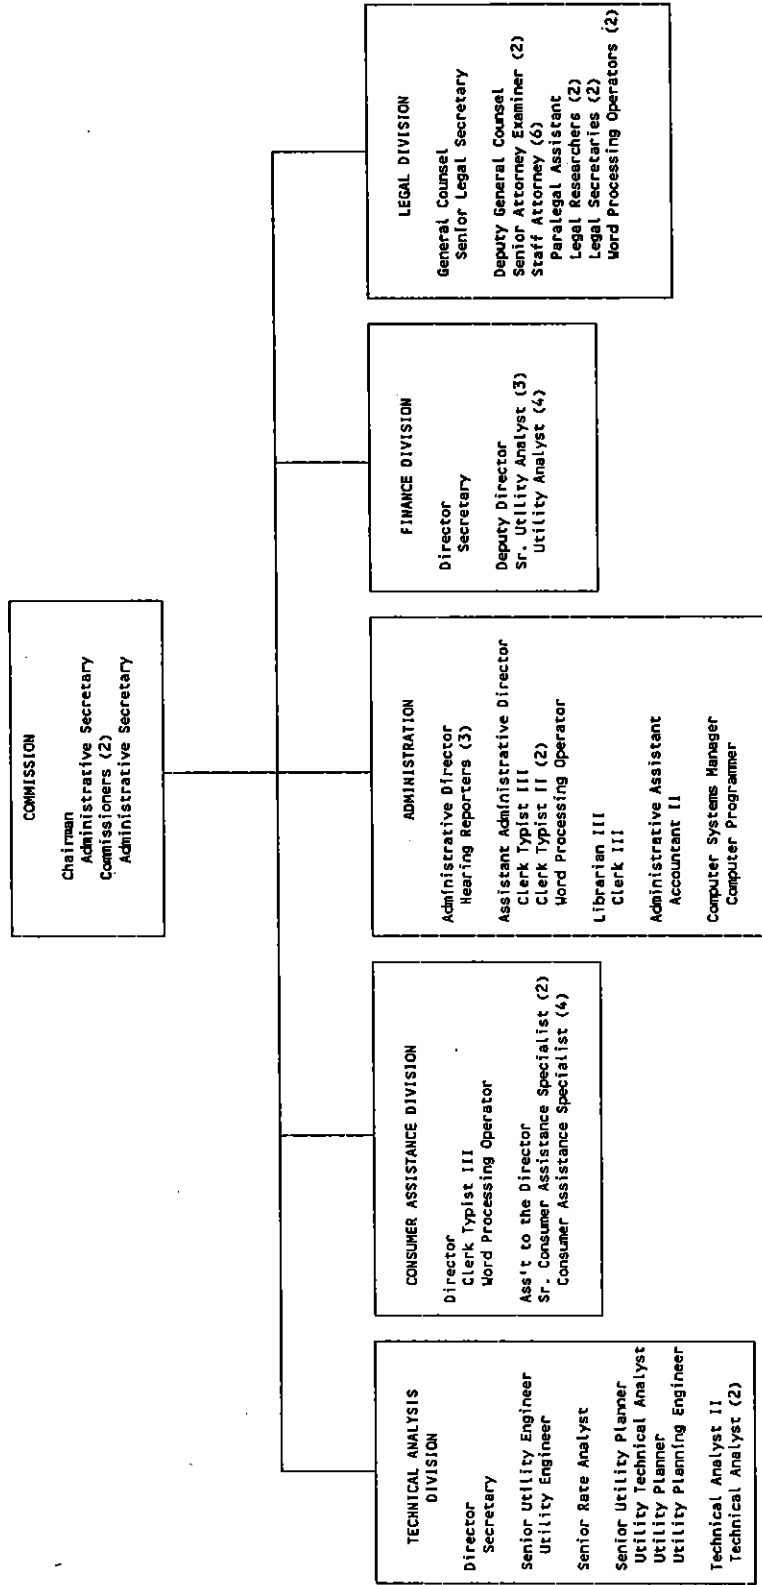 COMMISSION
Chairman
Administrative Secretary
Commissioners (2)
Administrative Secretary
TECHNICAL ANALYSIS
DIVISION
Director
Secretary
Senior Utility Engineer
Utility Engineer
Senior Rate Analyst
Senior Utility Planner
Utility Technical Analyst
Utility Planner
Utility Planning Engineer
Technical Analyst II
Technical Analyst (2)
CONSUMER ASSISTANCE DIVISION
Director
Clerk Typist III
Word Processing Operator
Ass't to the Director
Sr. Consumer Assistance Specialist (2)
Consumer Assistance Specialist (4)
ADMINISTRATION
Administrative Director
Hearing Reporters (3)
Assistant Administrative Director
Clerk Typist III
Clerk Typist II (2)
Word Processing Operator
Librarian III
Clerk III
Administrative Assistant
Accountant II
Computer Systems Manager
Computer Programmer
FINANCE DIVISION
Director
Secretary
Deputy Director
Sr. Utility Analyst (3)
Utility Analyst (4)
LEGAL DIVISION
General Counsel
Senior Legal Secretary
Deputy General Counsel
Senior Attorney Examiner (2)
Staff Attorney (6)
Paralegal Assistant
Legal Researchers (2)
Legal Secretaries (2)
Word Processing Operators (2)